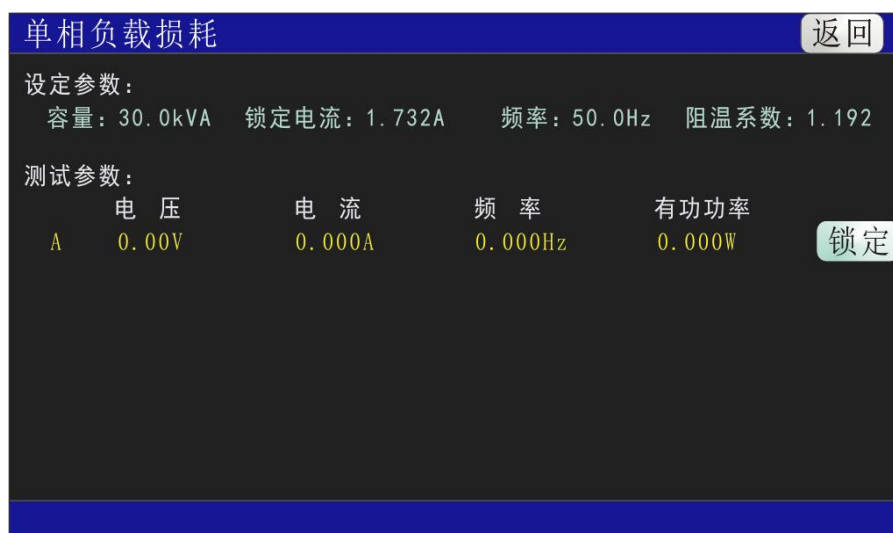 单相负载损耗 返回
设定参数：
容量：30.0kVA 锁定电流：1.732A 频率：50.0Hz 阻温系数：1.192
测试参数：
电 压 电 流 频 率 有功功率
A 0.00V 0.000A 0.000Hz 0.000W 锁定